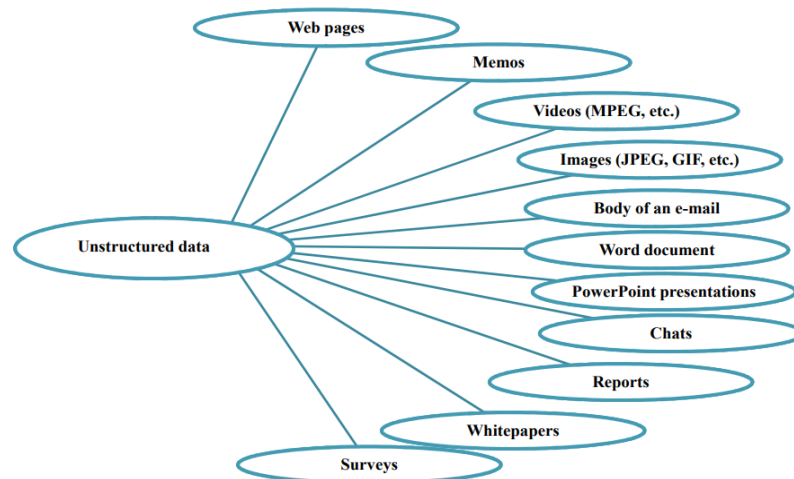 Web pages
Memos
Videos (MPEG, etc.)
Images (JPEG, GIF, etc.)
Body of an e-mail
Unstructured data
Word document
PowerPoint presentations
Chats
Reports
Whitepapers
Surveys